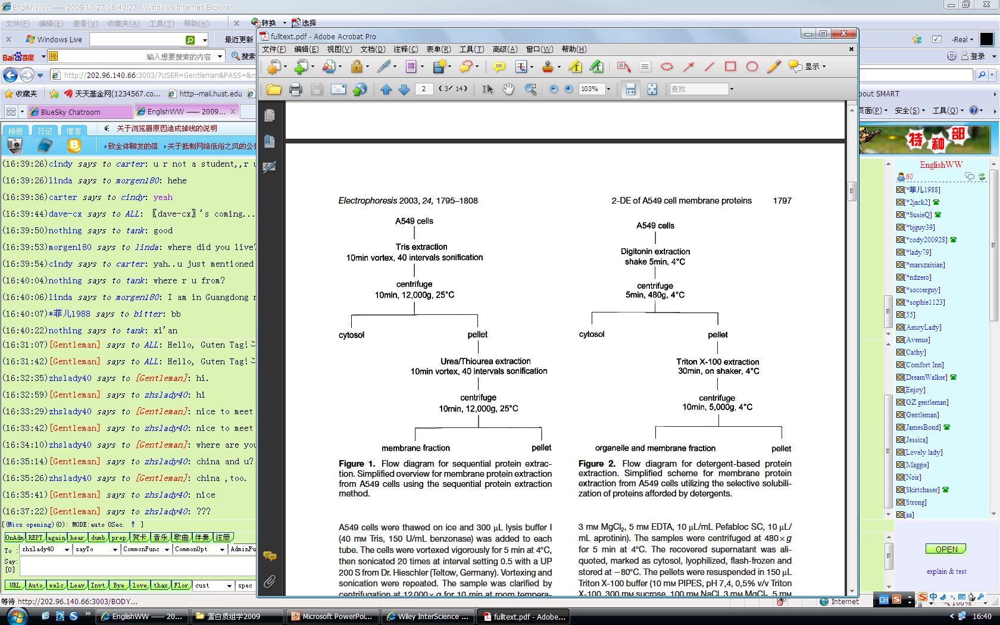 EnglishWW —— 2009-10-27 16:40:27 - Windows Internet Explorer
文件(F) 编辑(E) 查看(V) 收藏夹(A) 工具(T) 帮助(H)
转换 选择
Windows Live
最近更新
-Real
Bai百度 榜 输入想要搜索的内容 搜索
登录
http://202.96.140.66:3003/?USER=Gentleman&PASS=&ro
收藏夹 天天基金网(1234567.co... http--mail.hust.edu
bout SMART
BlueSky Chatroom EnglishWW —— 2009...
页面(P) 安全(S) 工具(O)
相册 日记 博客 关于浏览器原因造成掉线的说明
致全体聊友的信 关于抵制网络低俗之风的公告
特种部
(16:39:26)cindy says to carter: u r not a student,,r u
(16:39:26)linda says to morgen180: hehe
(16:39:36)carter says to cindy: yeah
(16:39:44)dave-cx says to ALL: 〖dave-cx〗's coming...
(16:39:50)nothing says to tank: good
(16:39:53)morgen180 says to linda: where did you live?
(16:39:54)cindy says to carter: yah..u just mentioned
(16:40:04)nothing says to tank: where r u from?
(16:40:06)linda says to morgen180: I am in Guangdong
(16:40:07)*菲儿1988 says to bitter: bb
(16:40:22)nothing says to tank: xi'an
(16:31:07)[Gentleman] says to ALL: Hello, Guten Tag!
(16:31:42)[Gentleman] says to ALL: Hello, Guten Tag!
(16:32:35)zhslady40 says to [Gentleman]: hi.
(16:32:59)[Gentleman] says to zhslady40: hi
(16:33:29)zhslady40 says to [Gentleman]: nice to meet
(16:33:42)[Gentleman] says to zhslady40: nice to meet
(16:34:10)zhslady40 says to [Gentleman]: where are you
(16:35:14)[Gentleman] says to zhslady40: china and u?
(16:35:26)zhslady40 says to [Gentleman]: china ,too.
(16:35:41)[Gentleman] says to zhslady40: nice
(16:37:22)[Gentleman] says to zhslady40: ???
[(Mics opening)(0): MODE:auto 0Sec. ↑ ]
OnAdm REPT again hear dumb prep 贺卡 音乐 歌曲 伴奏 注册
To : zhslady40 sayTo CommonFunc CommonOpt AdminFu
Say:
[0]
URL Auto welc Leav Invt Bye love thax Flor cust spec
等待 http://202.96.140.66:3003/BODY...
fulltext.pdf - Adobe Acrobat Pro
文件(F) 编辑(E) 视图(V) 文档(D) 注释(C) 表单(R) 工具(T) 高级(A) 窗口(W) 帮助(H)
显示
2 (3/ 14) 103% 查找
Electrophoresis 2003, 24, 1795–1808
2-DE of A549 cell membrane proteins 1797
A549 cells
Tris extraction
10min vortex, 40 intervals sonification
centrifuge
10min, 12,000g, 25°C
cytosol pellet
Urea/Thiourea extraction
10min vortex, 40 intervals sonification
centrifuge
10min, 12,000g, 25°C
membrane fraction pellet
Figure 1. Flow diagram for sequential protein extrac-
tion. Simplified overview for membrane protein extraction
from A549 cells using the sequential protein extraction
method.
A549 cells were thawed on ice and 300 μL lysis buffer I
(40 mM Tris, 150 U/mL benzonase) was added to each
tube. The cells were vortexed vigorously for 5 min at 4°C,
then sonicated 20 times at interval setting 0.5 with a UP
200 S from Dr. Hieschler (Teltow, Germany). Vortexing and
sonication were repeated. The sample was clarified by
centrifugation at 12 000 × g for 10 min at room tempera-
A549 cells
Digitonin extraction
shake 5min, 4°C
centrifuge
5min, 480g, 4°C
cytosol pellet
Triton X-100 extraction
30min, on shaker, 4°C
centrifuge
10min, 5,000g, 4°C
organelle and membrane fraction pellet
Figure 2. Flow diagram for detergent-based protein
extraction. Simplified scheme for membrane protein
extraction from A549 cells utilizing the selective solubili-
zation of proteins afforded by detergents.
3 mM MgCl2, 5 mM EDTA, 10 μL/mL Pefabloc SC, 10 μL/
mL aprotinin). The samples were centrifuged at 480×g
for 5 min at 4°C. The recovered supernatant was ali-
quoted, marked as cytosol, lyophilized, flash-frozen and
stored at −80°C. The pellets were resuspended in 150 μL
Triton X-100 buffer (10 mM PIPES, pH 7,4, 0,5% v/v Triton
X-100, 300 mM sucrose, 100 mM NaCl, 3 mM MgCl2, 5 mM
EnglishWW
60
[*菲儿1988]
[*2jack2]
[*SusieQ]
[*bjguy39]
[*cody200928]
[*lady79]
[*marszaixian]
[*ndzero]
[*soccerguy]
[*sophie1123]
[55]
[AmoyLady]
[Avenue]
[Cathy]
[Comfort Inn]
[DreamWalker]
[Enjoy]
[GZ gentleman]
[Gentleman]
[JamesBond]
[Jessica]
[Lovely lady]
[Maggie]
[Noir]
[Skirtchaser]
[Strong]
[aa]
OPEN
explain & test
Internet
100%
CH S 中
EnglishWW —— 20... 蛋白质组学2009 Microsoft PowerPoi... Wiley InterScience ... fulltext.pdf - Adobe... 16:40